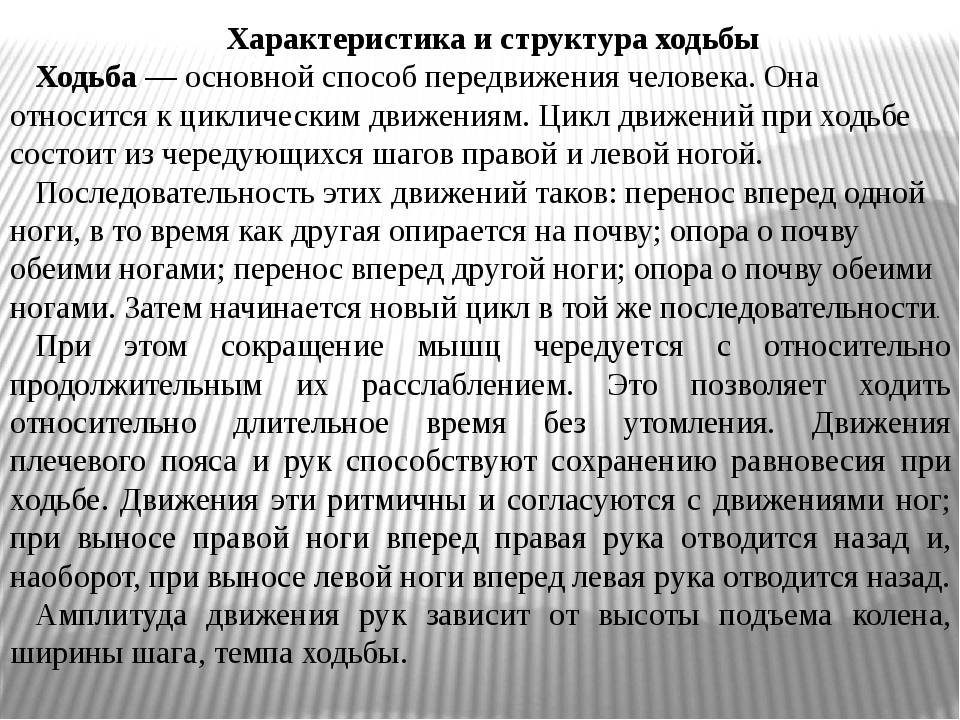 Характеристика и структура ходьбы
Ходьба — основной способ передвижения человека. Она
относится к циклическим движениям. Цикл движений при ходьбе
состоит из чередующихся шагов правой и левой ногой.
Последовательность этих движений таков: перенос вперед одной
ноги, в то время как другая опирается на почву; опора о почву
обеими ногами; перенос вперед другой ноги; опора о почву обеими
ногами. Затем начинается новый цикл в той же последовательности.
При этом сокращение мышц чередуется с относительно
продолжительным их расслаблением. Это позволяет ходить
относительно длительное время без утомления. Движения
плечевого пояса и рук способствуют сохранению равновесия при
ходьбе. Движения эти ритмичны и согласуются с движениями ног;
при выносе правой ноги вперед правая рука отводится назад и,
наоборот, при выносе левой ноги вперед левая рука отводится назад.
Амплитуда движения рук зависит от высоты подъема колена,
ширины шага, темпа ходьбы.